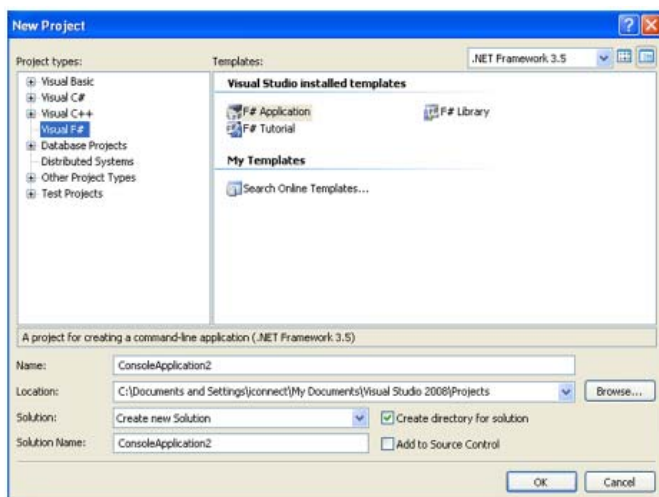 New Project
Project types:
Templates:
.NET Framework 3.5
Visual Basic
Visual C#
Visual C++
Visual F#
Database Projects
Distributed Systems
Other Project Types
Test Projects
Visual Studio installed templates
F# Application
F# Library
F# Tutorial
My Templates
Search Online Templates...
A project for creating a command-line application (.NET Framework 3.5)
Name:
ConsoleApplication2
Location:
C:\Documents and Settings\iconnect\My Documents\Visual Studio 2008\Projects
Browse...
Solution:
Create new Solution
Create directory for solution
Solution Name:
ConsoleApplication2
Add to Source Control
OK
Cancel